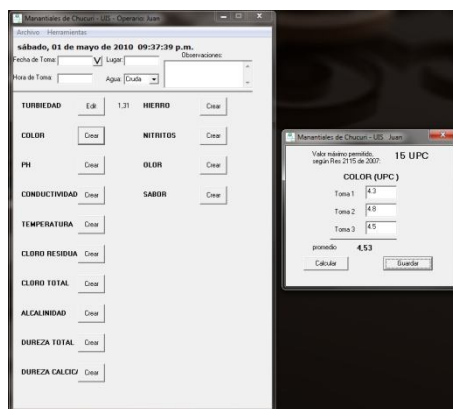 Manantiales de Chucuri - UIS - Operario Juan
Archivo Herramientas
sábado, 01 de mayo de 2010 09:37:39 p.m.
Fecha de Toma: V Lugar: Observaciones:
Hora de Toma: Agua: Cruda
TURBIEDAD Edit 1,31 HIERRO Crear
COLOR Crear NITRITOS Crear
PH Crear OLOR Crear
CONDUCTIVIDAD Crear SABOR Crear
TEMPERATURA Crear
CLORO RESIDUA Crear
CLORO TOTAL Crear
ALCALINIDAD Crear
DUREZA TOTAL Crear
DUREZA CALCIC/ Crear
Manantiales de Chucuri - UIS Juan
Valor máximo permitido, 15 UPC
según Res 2115 de 2007:
COLOR (UPC )
Toma 1 4.3
Toma 2 4.8
Toma 3 4.5
promedio 4,53
Calcular Guardar